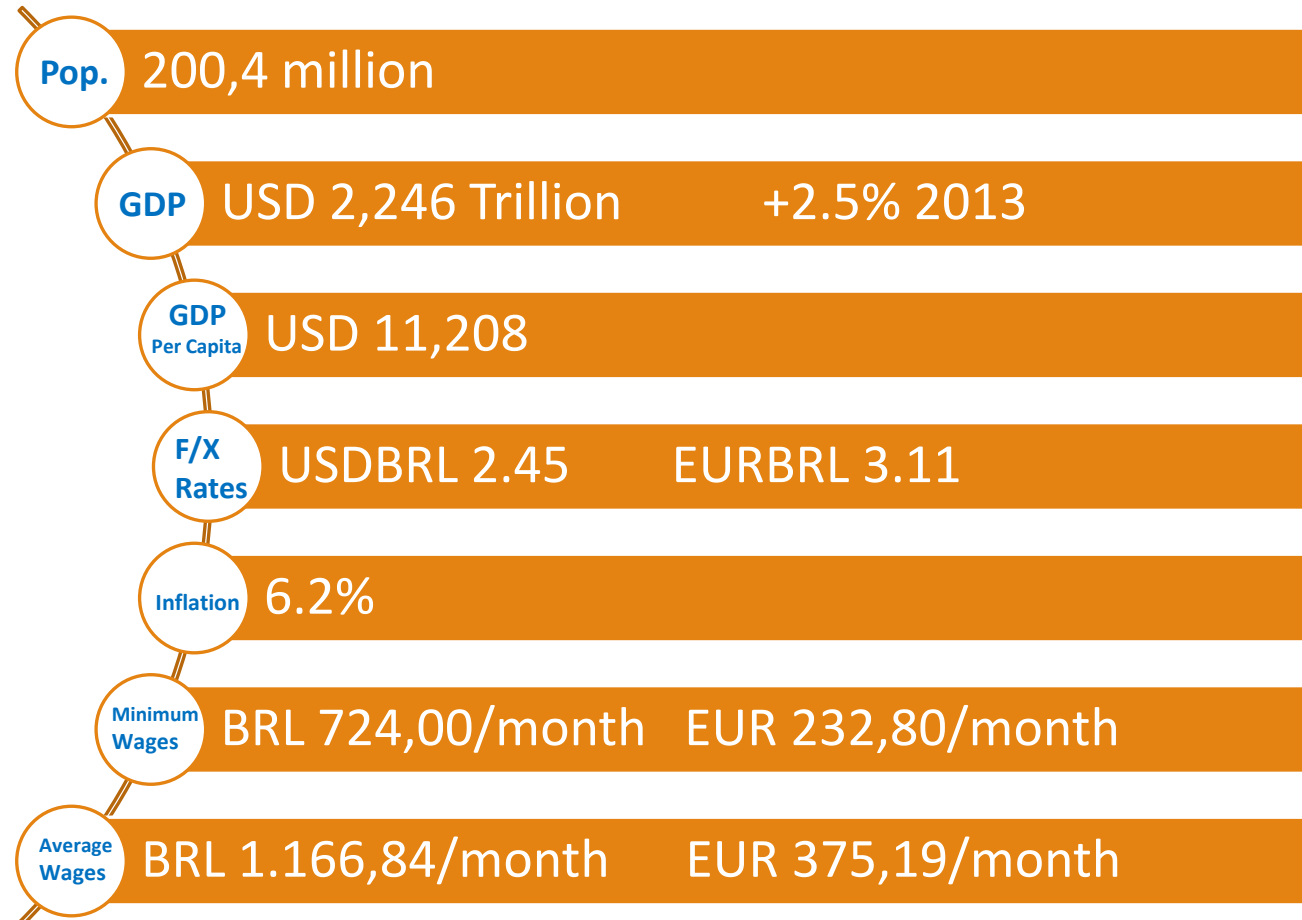 Pop. 200,4 million
GDP USD 2,246 Trillion +2.5% 2013
GDP
Per Capita
USD 11,208
F/X
Rates
USDBRL 2.45 EURBRL 3.11
Inflation 6.2%
Minimum
Wages
BRL 724,00/month EUR 232,80/month
Average
Wages
BRL 1.166,84/month EUR 375,19/month